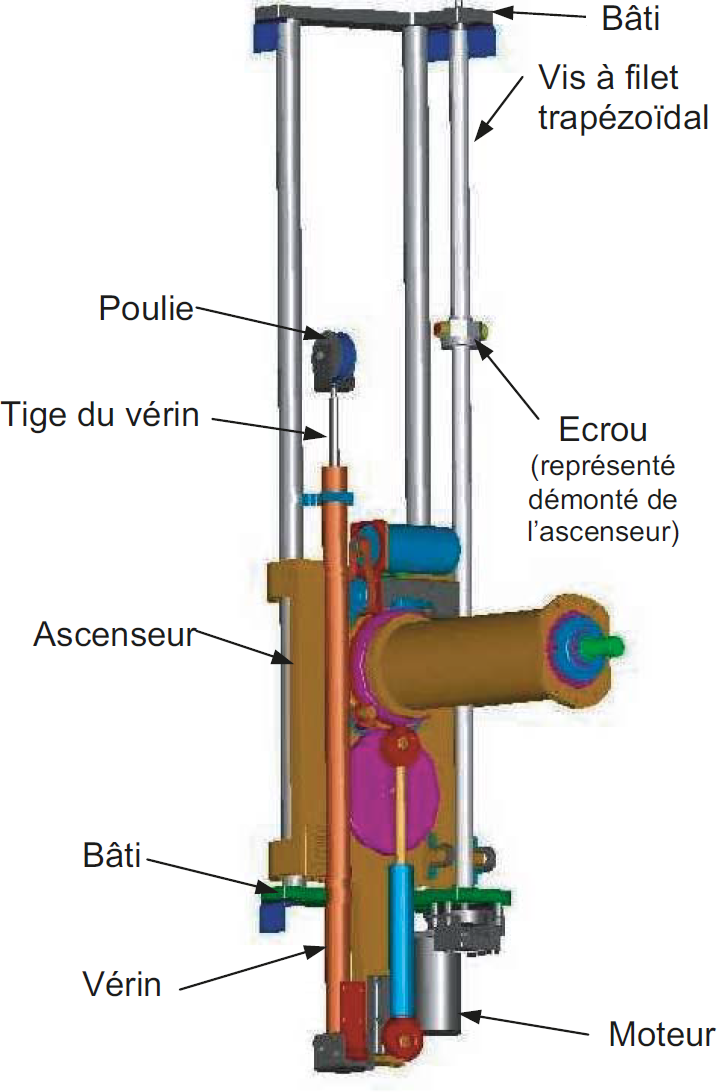 Bâti
Vis à filet
trapézoïdal
Poulie
Tige du vérin
Ecrou
(représenté
démonté de
l'ascenseur)
Ascenseur
Bâti
Vérin
Moteur